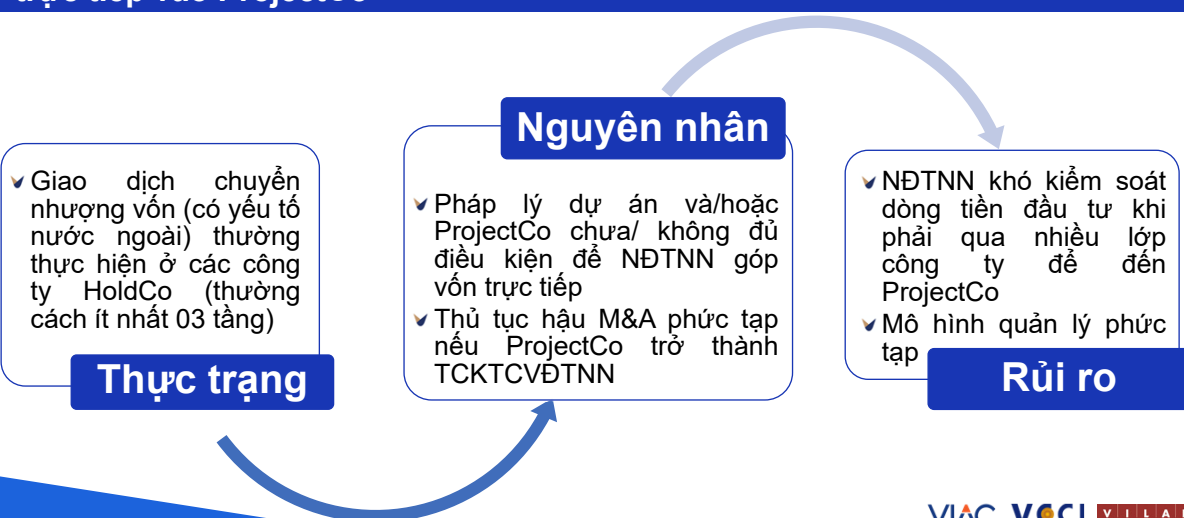 Giao dịch chuyển
nhượng vốn (có yếu tố
nước ngoài) thường
thực hiện ở các công
ty HoldCo (thường
cách ít nhất 03 tầng)
Thực trạng
Nguyên nhân
Pháp lý dự án và/hoặc
ProjectCo chưa/ không đủ
điều kiện để NĐTNN góp
vốn trực tiếp
Thủ tục hậu M&A phức tạp
nếu ProjectCo trở thành
TCKTCVĐTNN
NĐTNN khó kiểm soát
dòng tiền đầu tư khi
phải qua nhiều lớp
công ty để đến
ProjectCo
Mô hình quản lý phức
tạp
Rủi ro